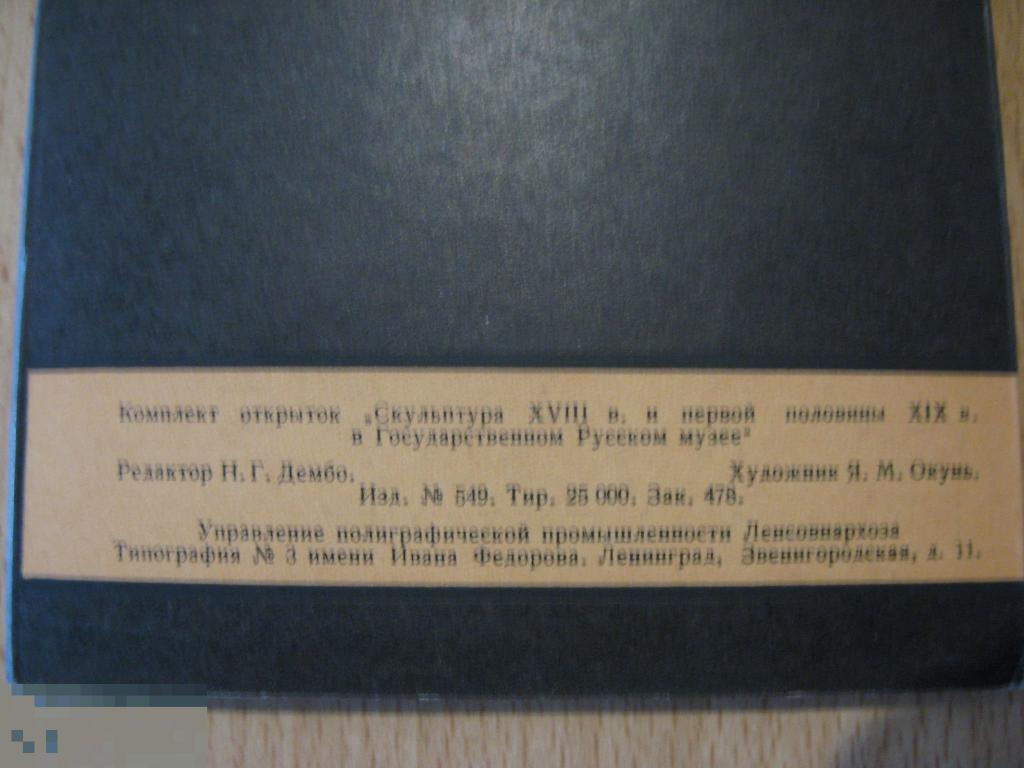 Комплект открыток „Скульптура XVIII в. и первой половины XIX в.
в Государственном Русском музее"
Редактор Н. Г. Дембо. Художник Я. М. Окунь.
Изд. № 549. Тир. 25 000. Зак. 478.
Управление полиграфической промышленности Ленсовнархоза
Типография № 3 имени Ивана Федорова. Ленинград, Звенигородская, д. 11.